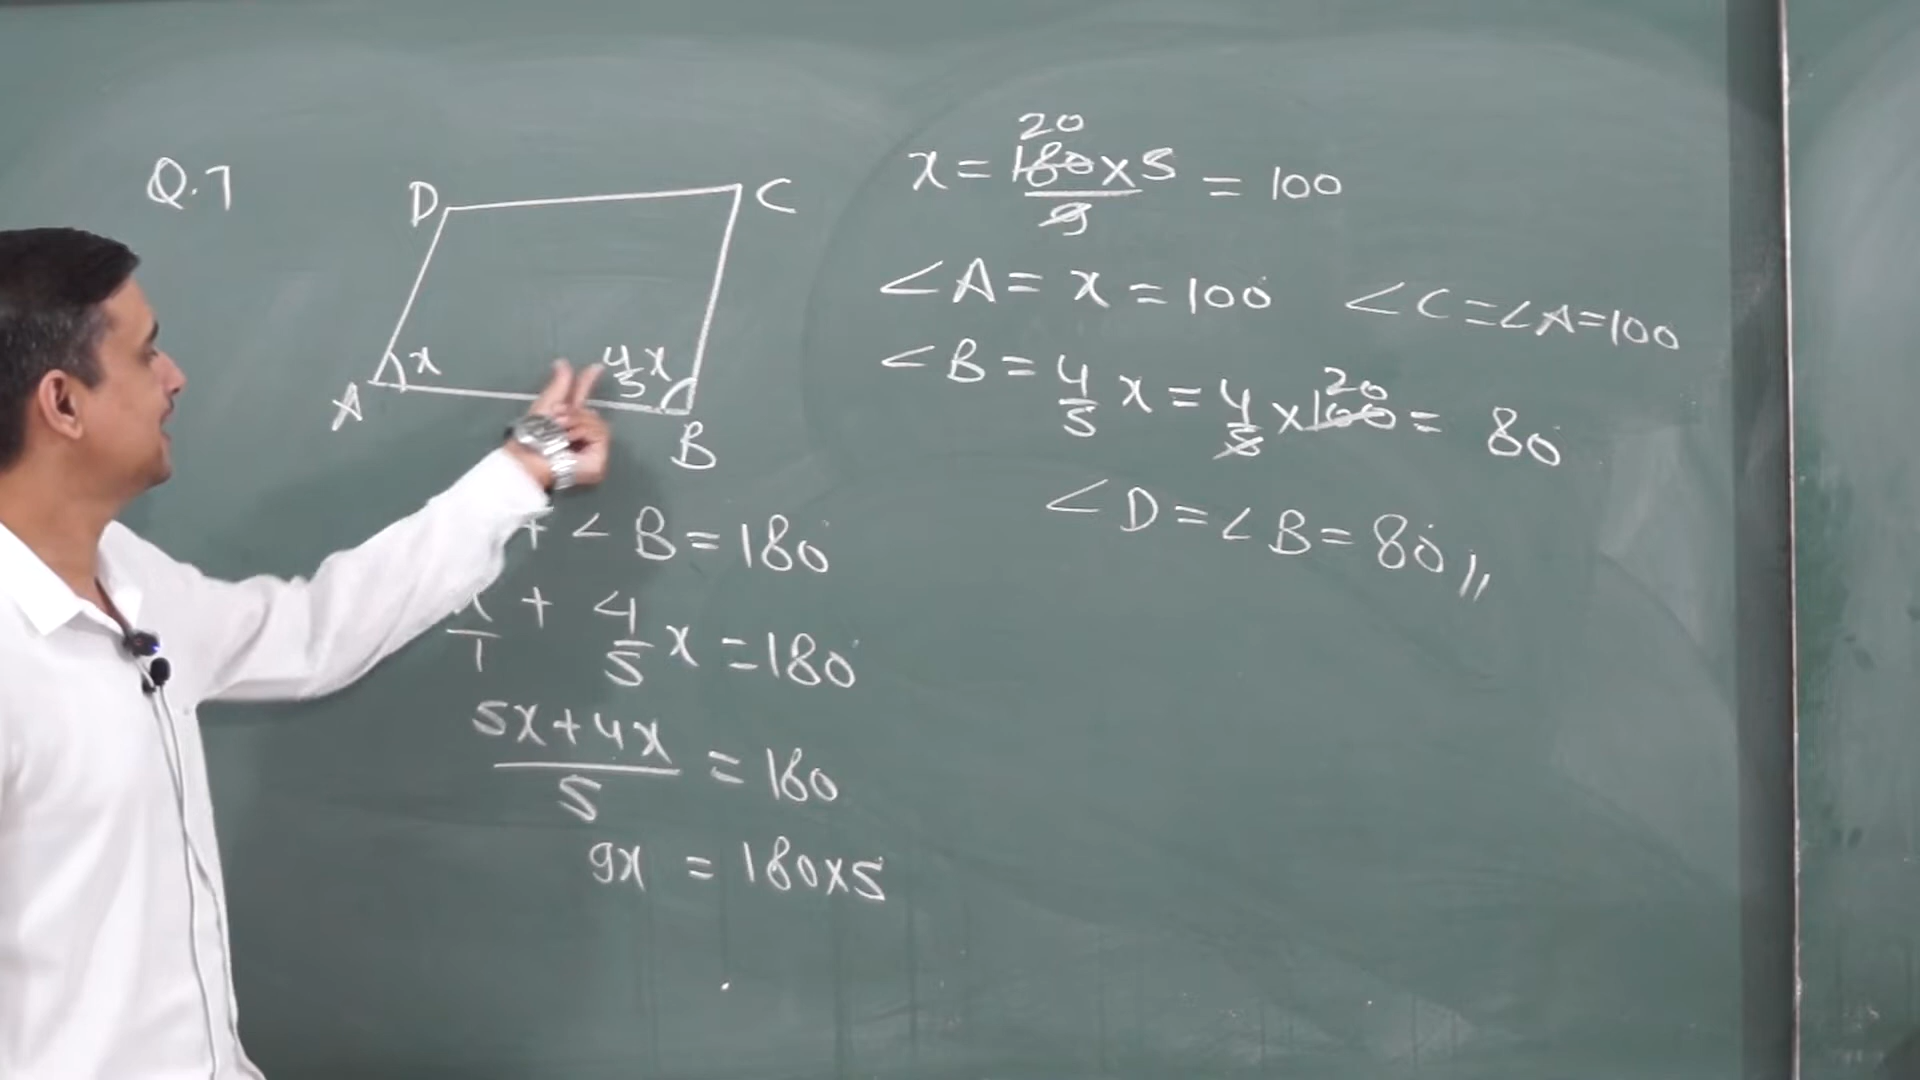 Q.7
D
C
x
4/5 x
A
B
+ ∠B = 180
x/1 + 4/5 x = 180
5x+4x/5 = 180
9x = 180×5
20
x = 180×5/9 = 100
∠A = x = 100 ∠C=∠A=100
20
∠B = 4/5 x = 4/5 ×100 = 80
∠D = ∠B = 80 //